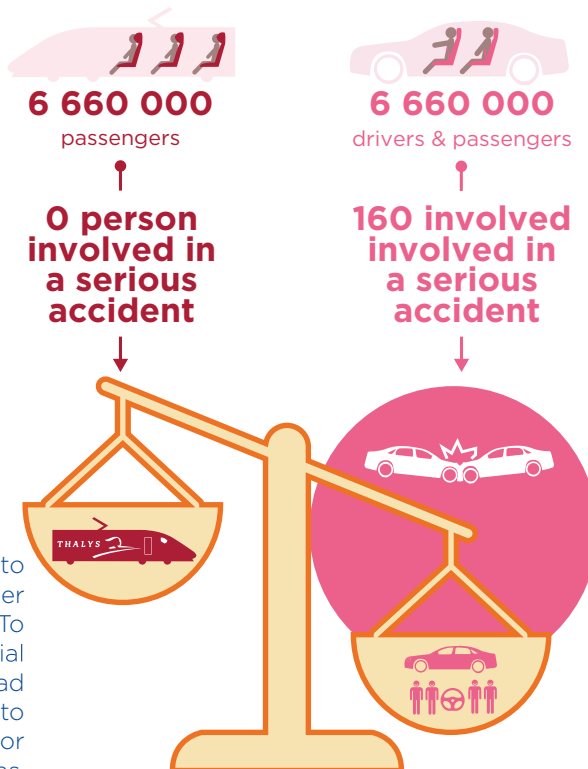 6 660 000
passengers
0 person
involved in
a serious
accident
6 660 000
drivers & passengers
160 involved
involved in
a serious
accident
THALYS
to
er
To
ial
ad
to
or